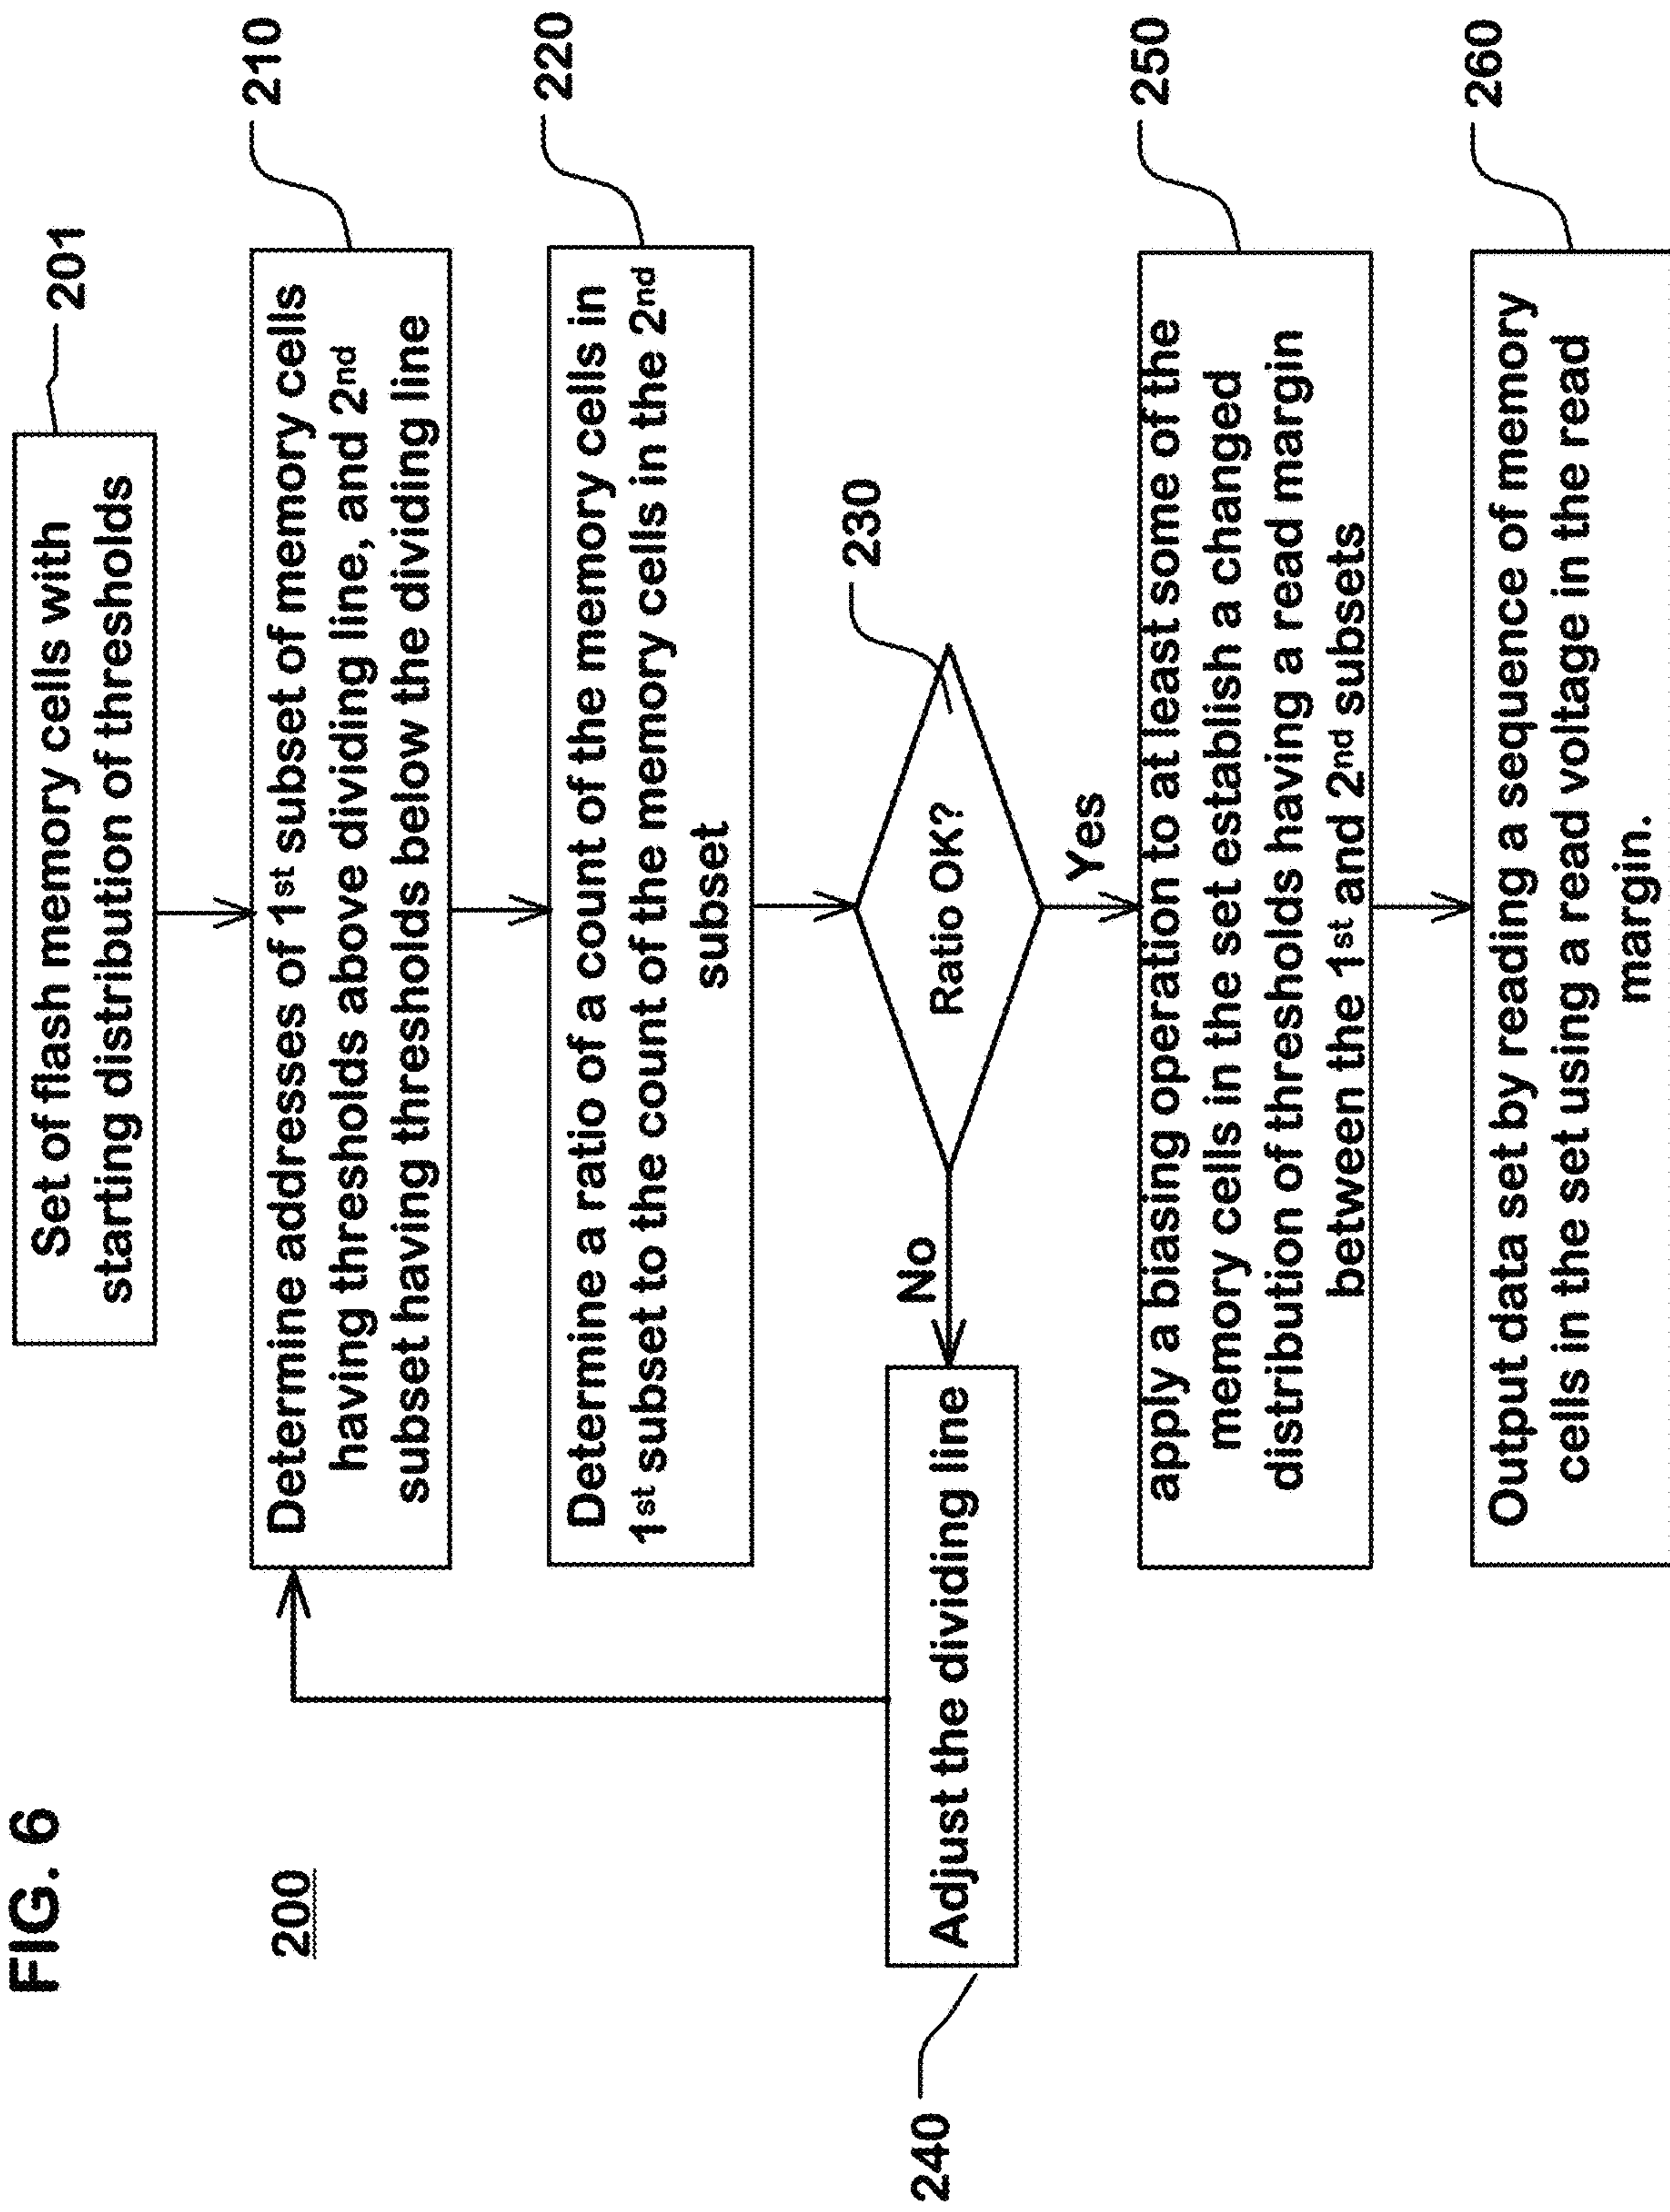 FIG. 6
200
Set of flash memory cells with
starting distribution of thresholds
201
Determine addresses of 1st subset of memory cells
having thresholds above dividing line, and 2nd
subset having thresholds below the dividing line
210
Determine a ratio of a count of the memory cells in
1st subset to the count of the memory cells in the 2nd
subset
220
Ratio OK?
230
No
Yes
Adjust the dividing line
240
apply a biasing operation to at least some of the
memory cells in the set establish a changed
distribution of thresholds having a read margin
between the 1st and 2nd subsets
250
Output data set by reading a sequence of memory
cells in the set using a read voltage in the read
margin.
260